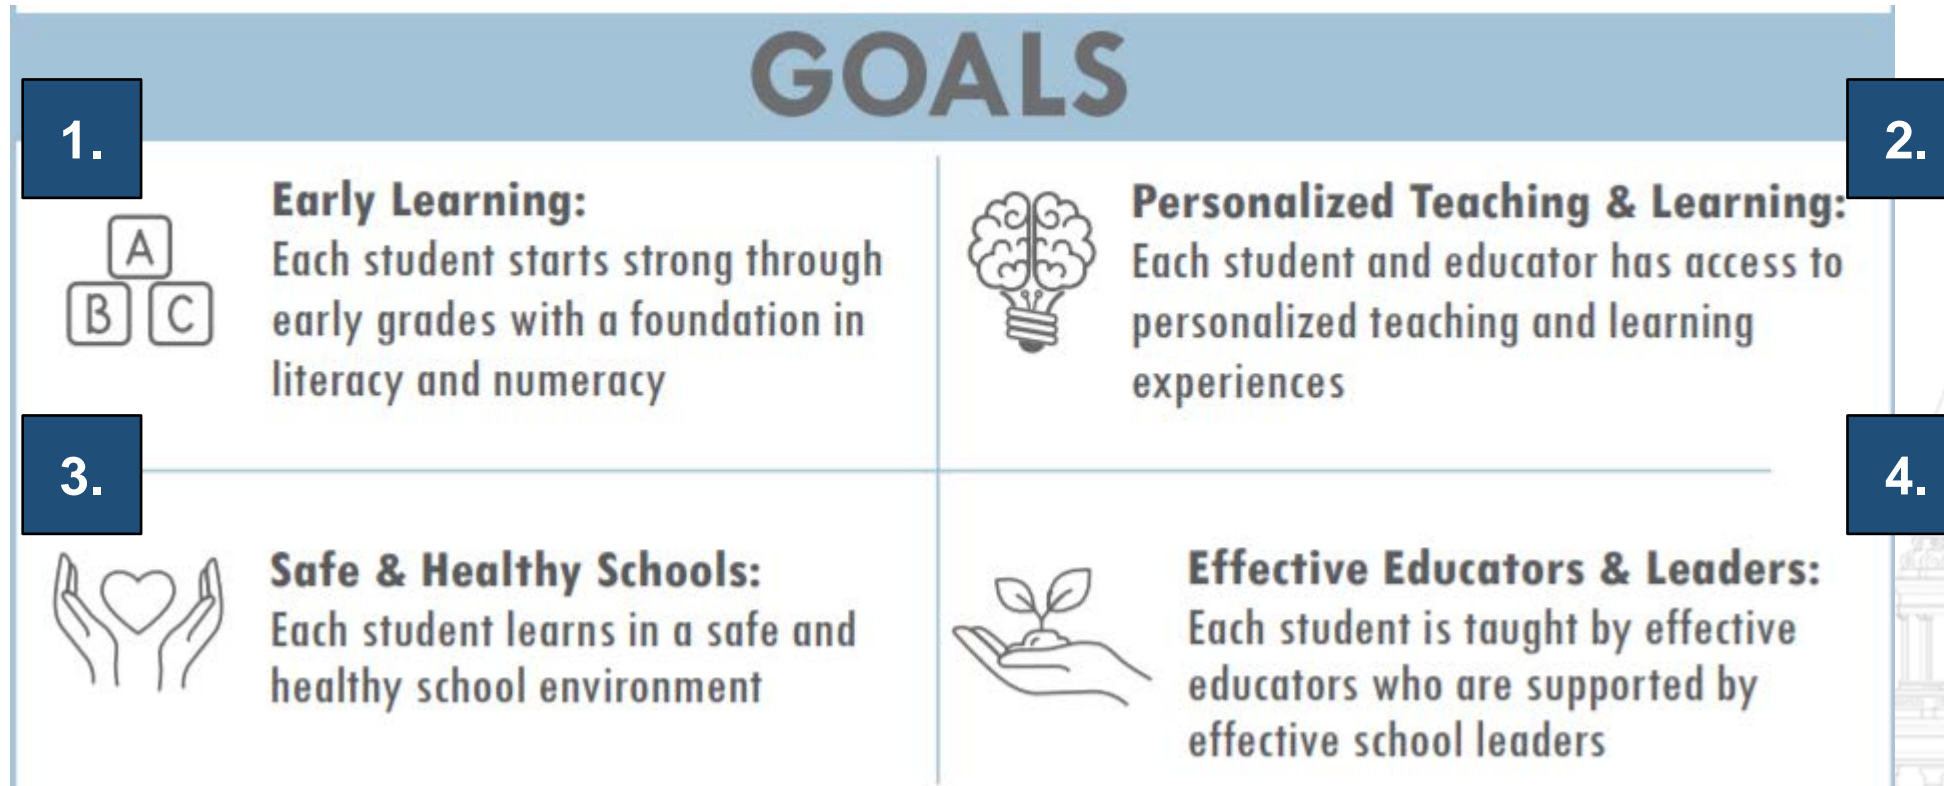 GOALS
1.
Early Learning:
Each student starts strong through
early grades with a foundation in
literacy and numeracy
A
B C
2.
Personalized Teaching & Learning:
Each student and educator has access to
personalized teaching and learning
experiences
3.
Safe & Healthy Schools:
Each student learns in a safe and
healthy school environment
4.
Effective Educators & Leaders:
Each student is taught by effective
educators who are supported by
effective school leaders